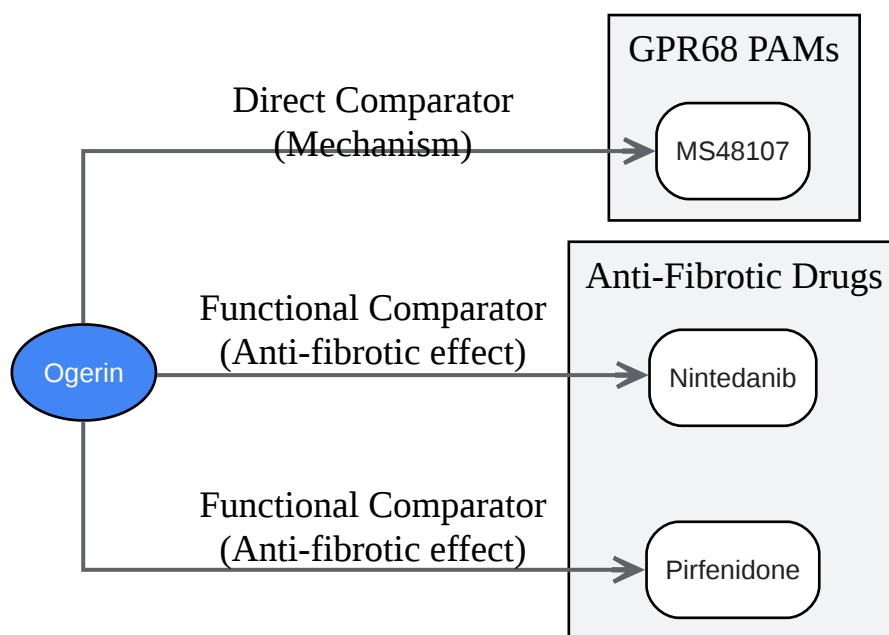 GPR68 PAMs
Direct Comparator
(Mechanism)
MS48107
Anti-Fibrotic Drugs
Functional Comparator
(Anti-fibrotic effect)
Ogerin
Nintedanib
Functional Comparator
(Anti-fibrotic effect)
Pirfenidone